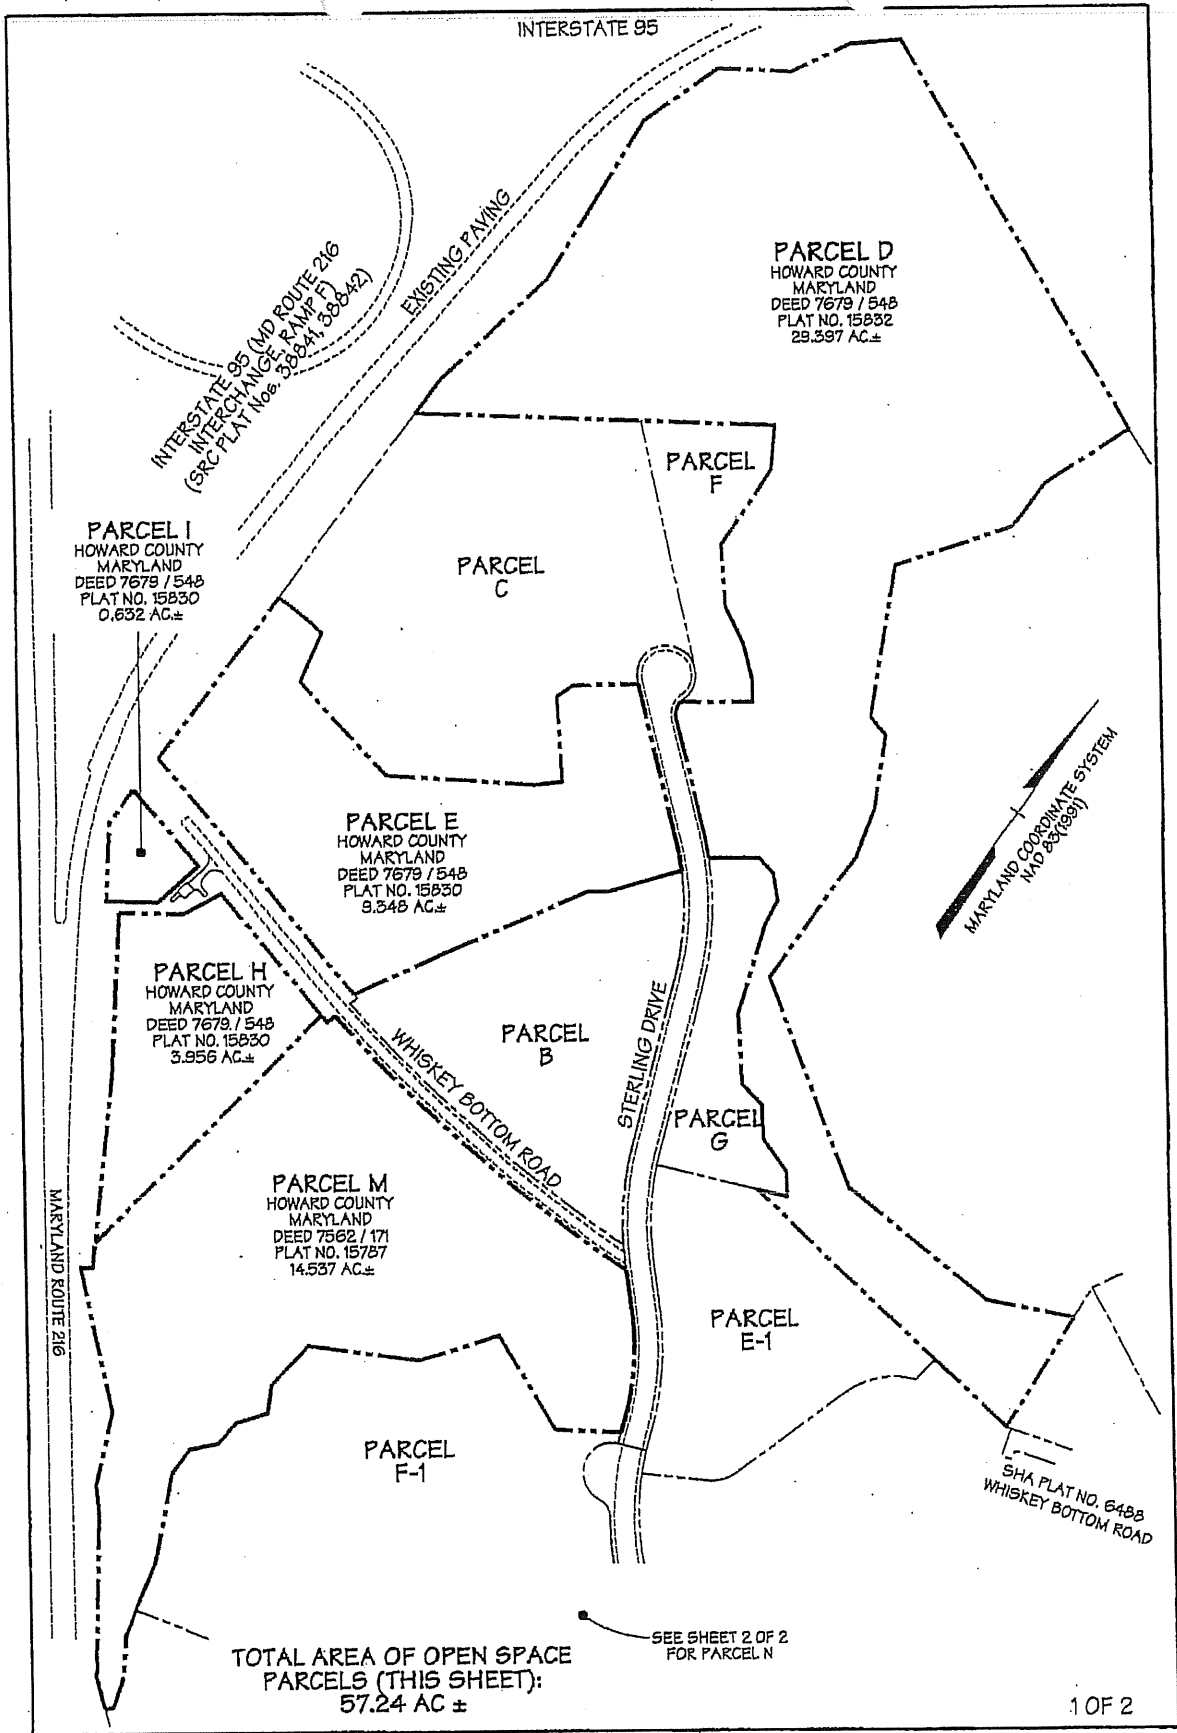 INTERSTATE 95
EXISTING PAVING
INTERSTATE 95 (MD ROUTE 216
INTERCHANGE, RAMP F)
(SRC PLAT Nos. 38841, 38842)
PARCEL D
HOWARD COUNTY
MARYLAND
DEED 7679 / 548
PLAT NO. 15832
29.397 AC.±
PARCEL
F
PARCEL I
HOWARD COUNTY
MARYLAND
DEED 7679 / 548
PLAT NO. 15830
0.632 AC.±
PARCEL
C
MARYLAND COORDINATE SYSTEM
NAD 83(1991)
PARCEL E
HOWARD COUNTY
MARYLAND
DEED 7679 / 548
PLAT NO. 15830
9.348 AC.±
PARCEL H
HOWARD COUNTY
MARYLAND
DEED 7679 / 548
PLAT NO. 15830
3.956 AC.±
WHISKEY BOTTOM ROAD
PARCEL
B
STERLING DRIVE
PARCEL
G
PARCEL M
HOWARD COUNTY
MARYLAND
DEED 7562 / 171
PLAT NO. 15787
14.537 AC.±
MARYLAND ROUTE 216
PARCEL
E-1
PARCEL
F-1
SHA PLAT NO. 6488
WHISKEY BOTTOM ROAD
SEE SHEET 2 OF 2
FOR PARCEL N
TOTAL AREA OF OPEN SPACE
PARCELS (THIS SHEET):
57.24 AC ±
1 OF 2